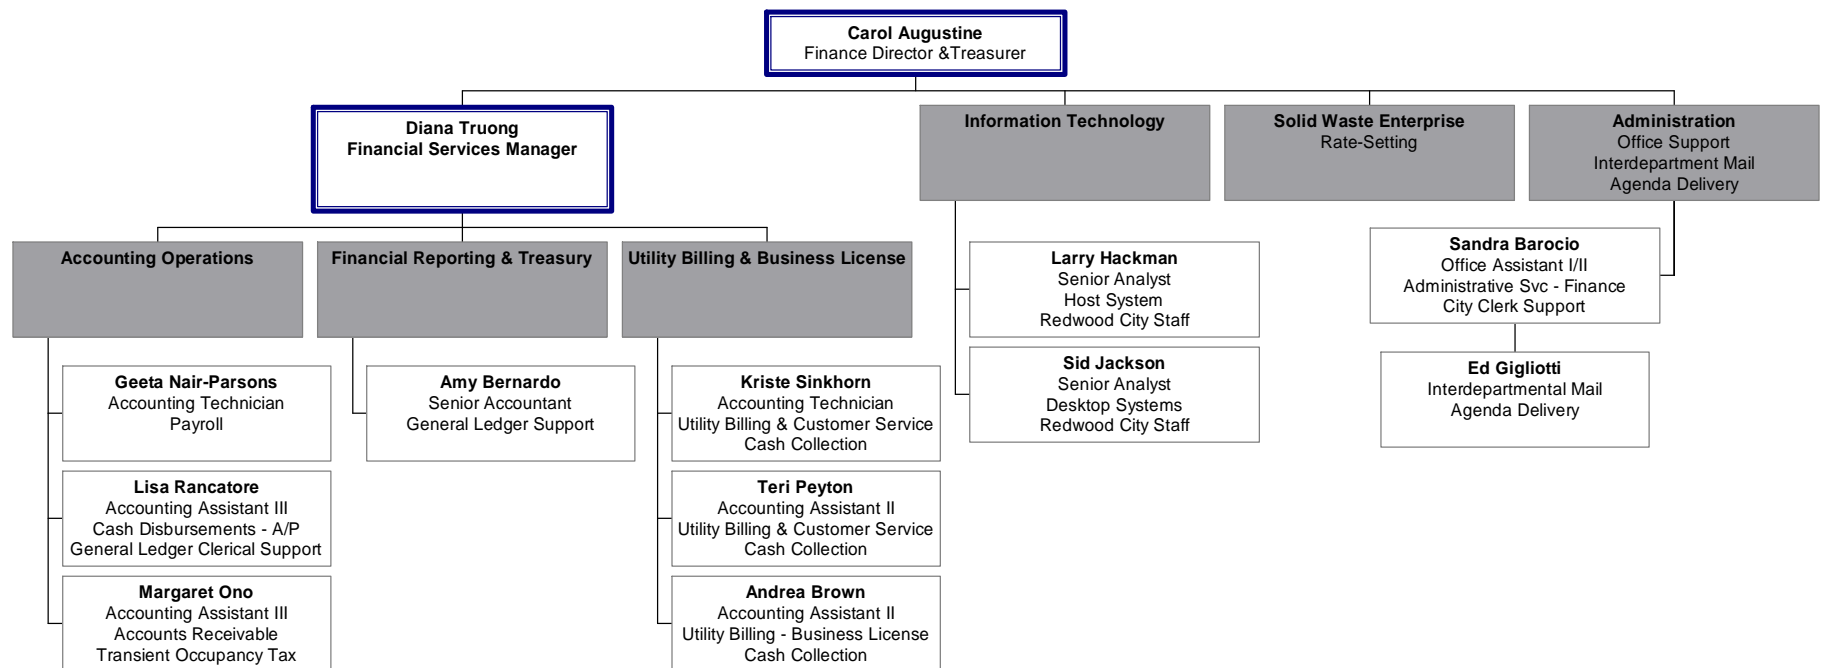 Carol Augustine
Finance Director &Treasurer
Diana Truong
Financial Services Manager
Information Technology
Solid Waste Enterprise
Rate-Setting
Administration
Office Support
Interdepartment Mail
Agenda Delivery
Accounting Operations
Financial Reporting & Treasury
Utility Billing & Business License
Geeta Nair-Parsons
Accounting Technician
Payroll
Lisa Rancatore
Accounting Assistant III
Cash Disbursements - A/P
General Ledger Clerical Support
Margaret Ono
Accounting Assistant III
Accounts Receivable
Transient Occupancy Tax
Amy Bernardo
Senior Accountant
General Ledger Support
Kriste Sinkhorn
Accounting Technician
Utility Billing & Customer Service
Cash Collection
Teri Peyton
Accounting Assistant II
Utility Billing & Customer Service
Cash Collection
Andrea Brown
Accounting Assistant II
Utility Billing - Business License
Cash Collection
Larry Hackman
Senior Analyst
Host System
Redwood City Staff
Sid Jackson
Senior Analyst
Desktop Systems
Redwood City Staff
Sandra Barocio
Office Assistant I/II
Administrative Svc - Finance
City Clerk Support
Ed Gigliotti
Interdepartmental Mail
Agenda Delivery